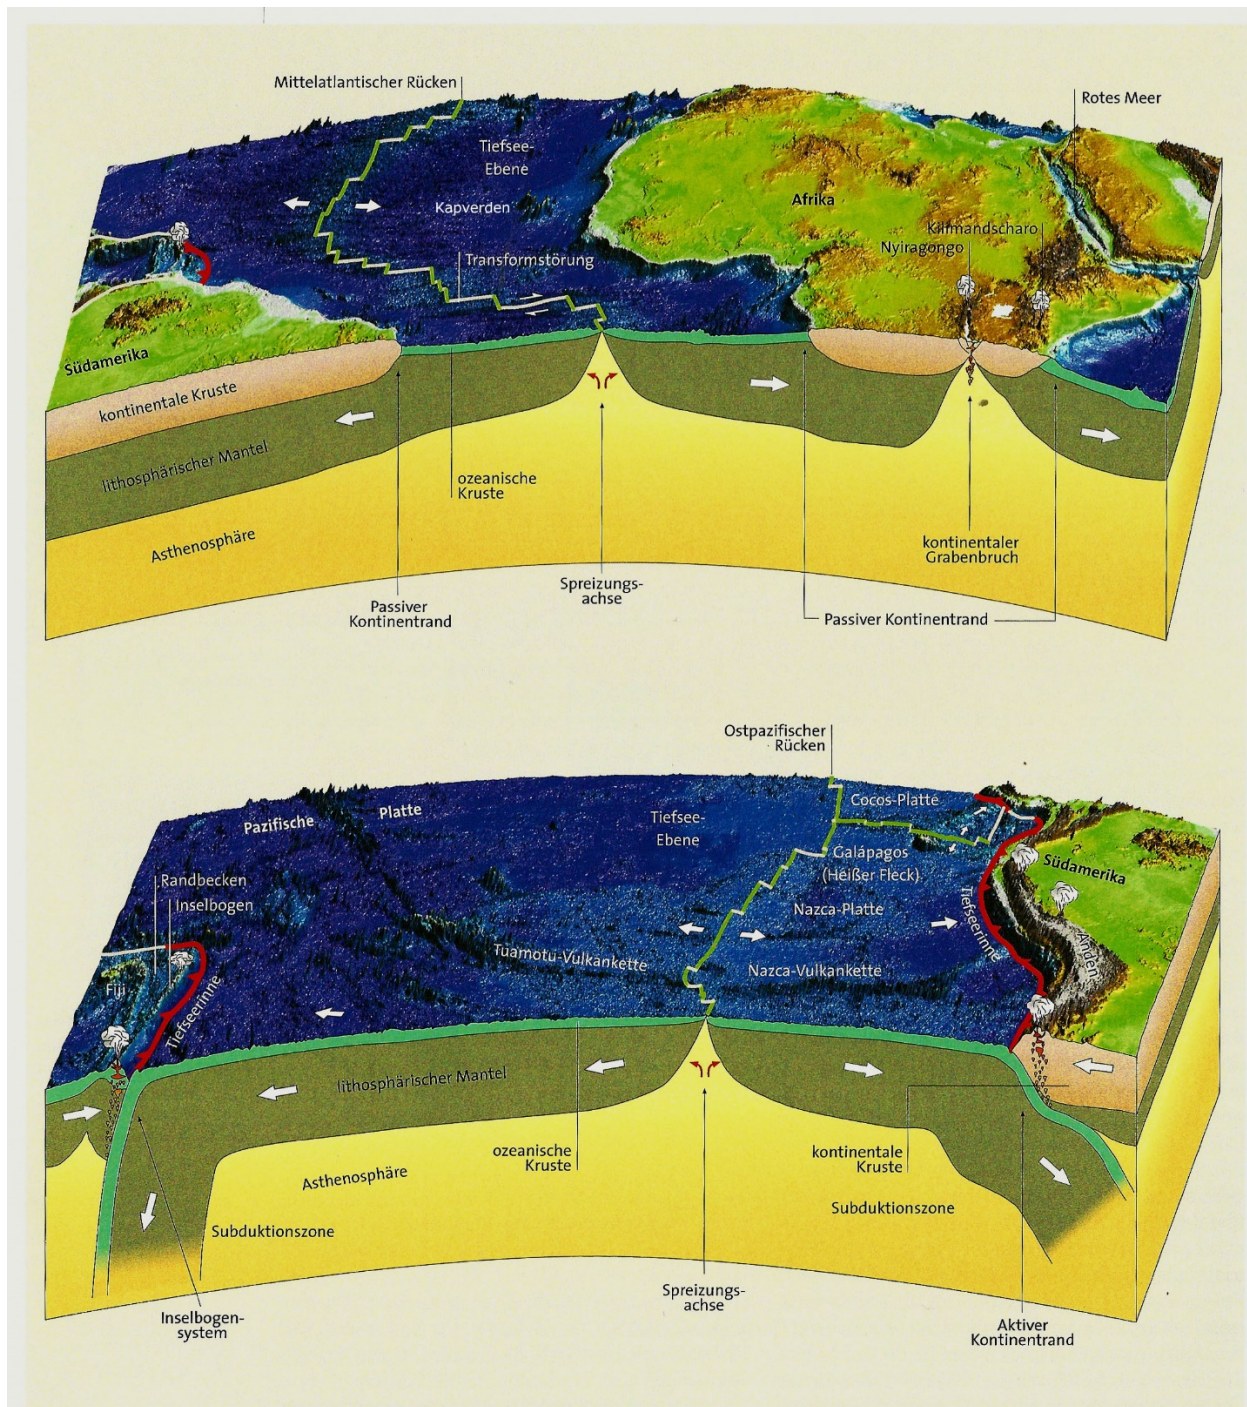 Mittelatlantischer Rücken
Rotes Meer
Tiefsee-
Ebene
Afrika
Kapverden
Kilimandscharo
Nyiragongo
Transformstörung
Südamerika
kontinentale Kruste
lithosphärischer Mantel
ozeanische
Kruste
Asthenosphäre
kontinentaler
Grabenbruch
Spreizungs-
achse
Passiver
Kontinentrand
Passiver Kontinentrand
Ostpazifischer
Rücken
Cocos-Platte
Pazifische
Platte
Tiefsee-
Ebene
Galápagos
(Heißer Fleck)
Südamerika
Randbecken
Inselbogen
Nazca-Platte
Tiefseerinne
Anden
Tuamotu-Vulkankette
Nazca-Vulkankette
Fiji
Tiefseerinne
lithosphärischer Mantel
ozeanische
Kruste
kontinentale
Kruste
Asthenosphäre
Subduktionszone
Subduktionszone
Spreizungs-
achse
Inselbogen-
system
Aktiver
Kontinentrand